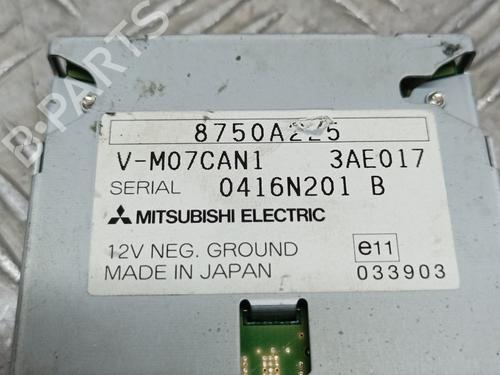 8750A225
V-M07CAN1 3AE017
SERIAL 0416N201 B
MITSUBISHI ELECTRIC
12V NEG. GROUND e11
MADE IN JAPAN 033903
B-PARTS